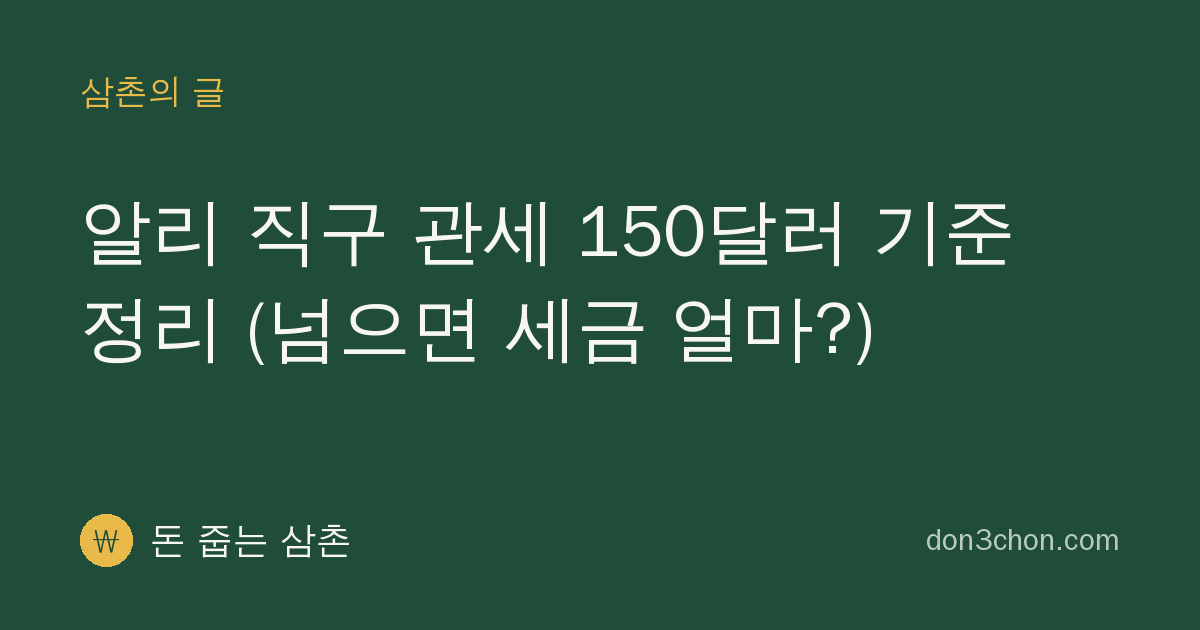 삼촌의 글
알리 직구 관세 150달러 기준
정리 (넘으면 세금 얼마?)
₩ 돈 줍는 삼촌
don3chon.com